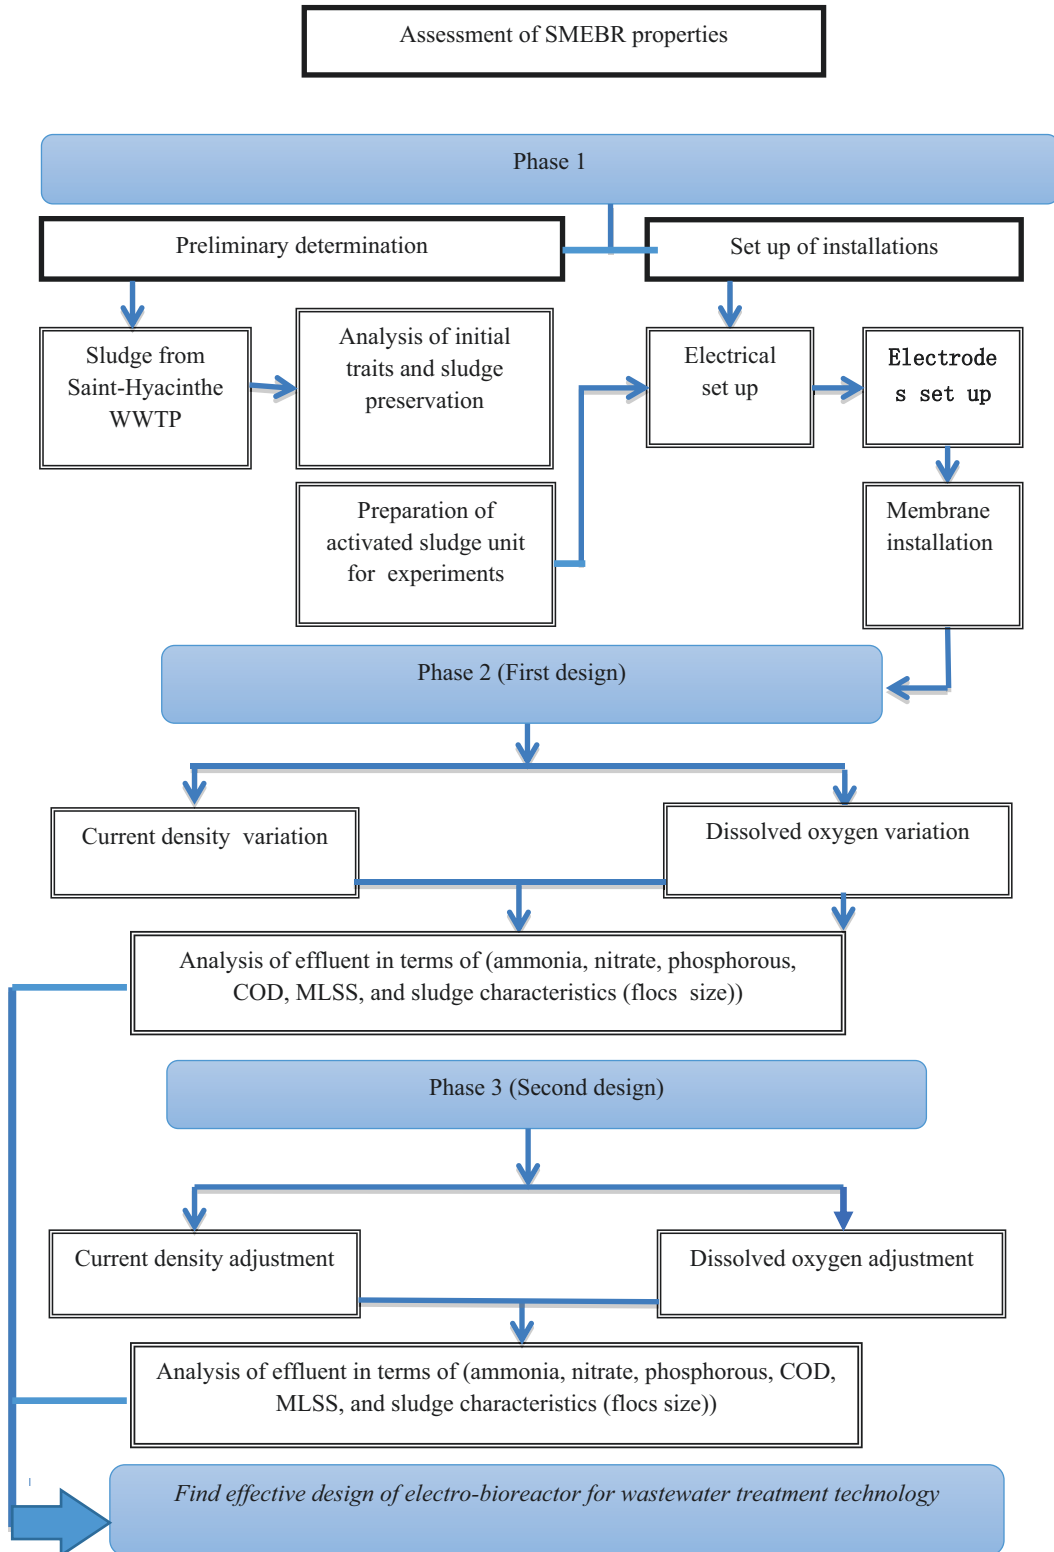 Assessment of SMEBR properties
Phase 1
Preliminary determination
Set up of installations
Sludge from
Saint-Hyacinthe
WWTP
Analysis of initial
traits and sludge
preservation
Electrical
set up
Electrode
s set up
Preparation of
activated sludge unit
for experiments
Membrane
installation
Phase 2 (First design)
Current density variation
Dissolved oxygen variation
Analysis of effluent in terms of (ammonia, nitrate, phosphorous,
COD, MLSS, and sludge characteristics (flocs size))
Phase 3 (Second design)
Current density adjustment
Dissolved oxygen adjustment
Analysis of effluent in terms of (ammonia, nitrate, phosphorous, COD,
MLSS, and sludge characteristics (flocs size))
Find effective design of electro-bioreactor for wastewater treatment technology